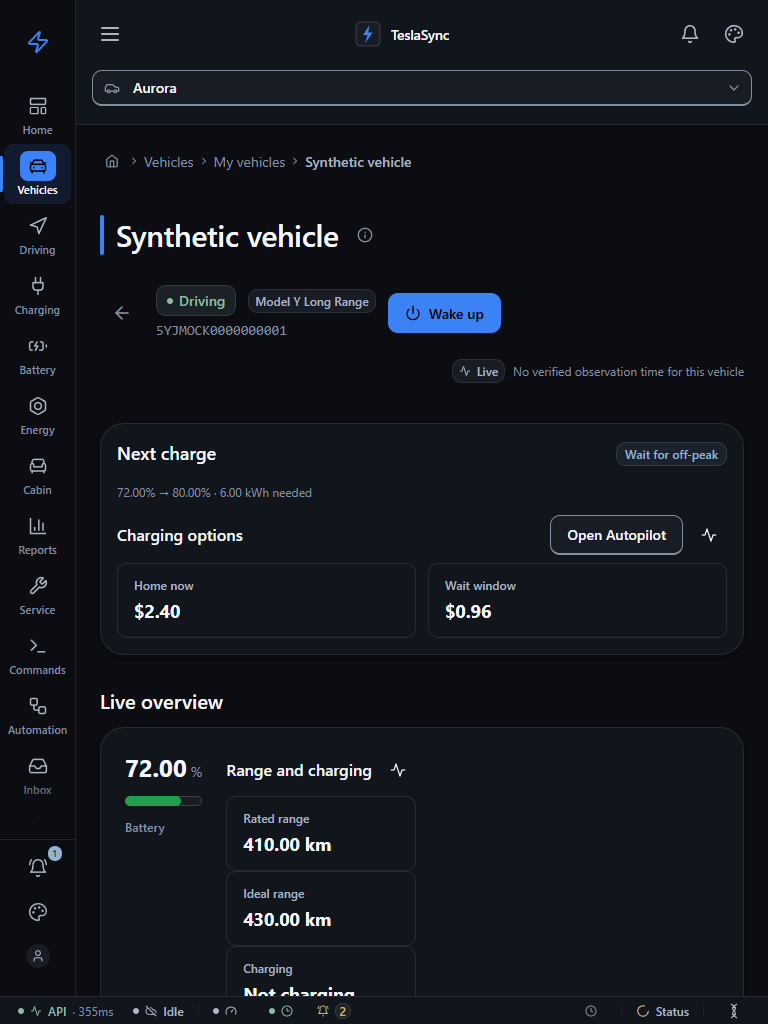 TeslaSync
Aurora
Home
Vehicles
Driving
Charging
Battery
Energy
Cabin
Reports
Service
Commands
Automation
Inbox
1
Vehicles > My vehicles > Synthetic vehicle
Synthetic vehicle
Driving
Model Y Long Range
5YJMOCK0000000001
Wake up
Live
No verified observation time for this vehicle
Next charge
Wait for off-peak
72.00% → 80.00% · 6.00 kWh needed
Charging options
Open Autopilot
Home now
$2.40
Wait window
$0.96
Live overview
72.00 %
Battery
Range and charging
Rated range
410.00 km
Ideal range
430.00 km
Charging
Not charging
API · 355ms
Idle
2
Status